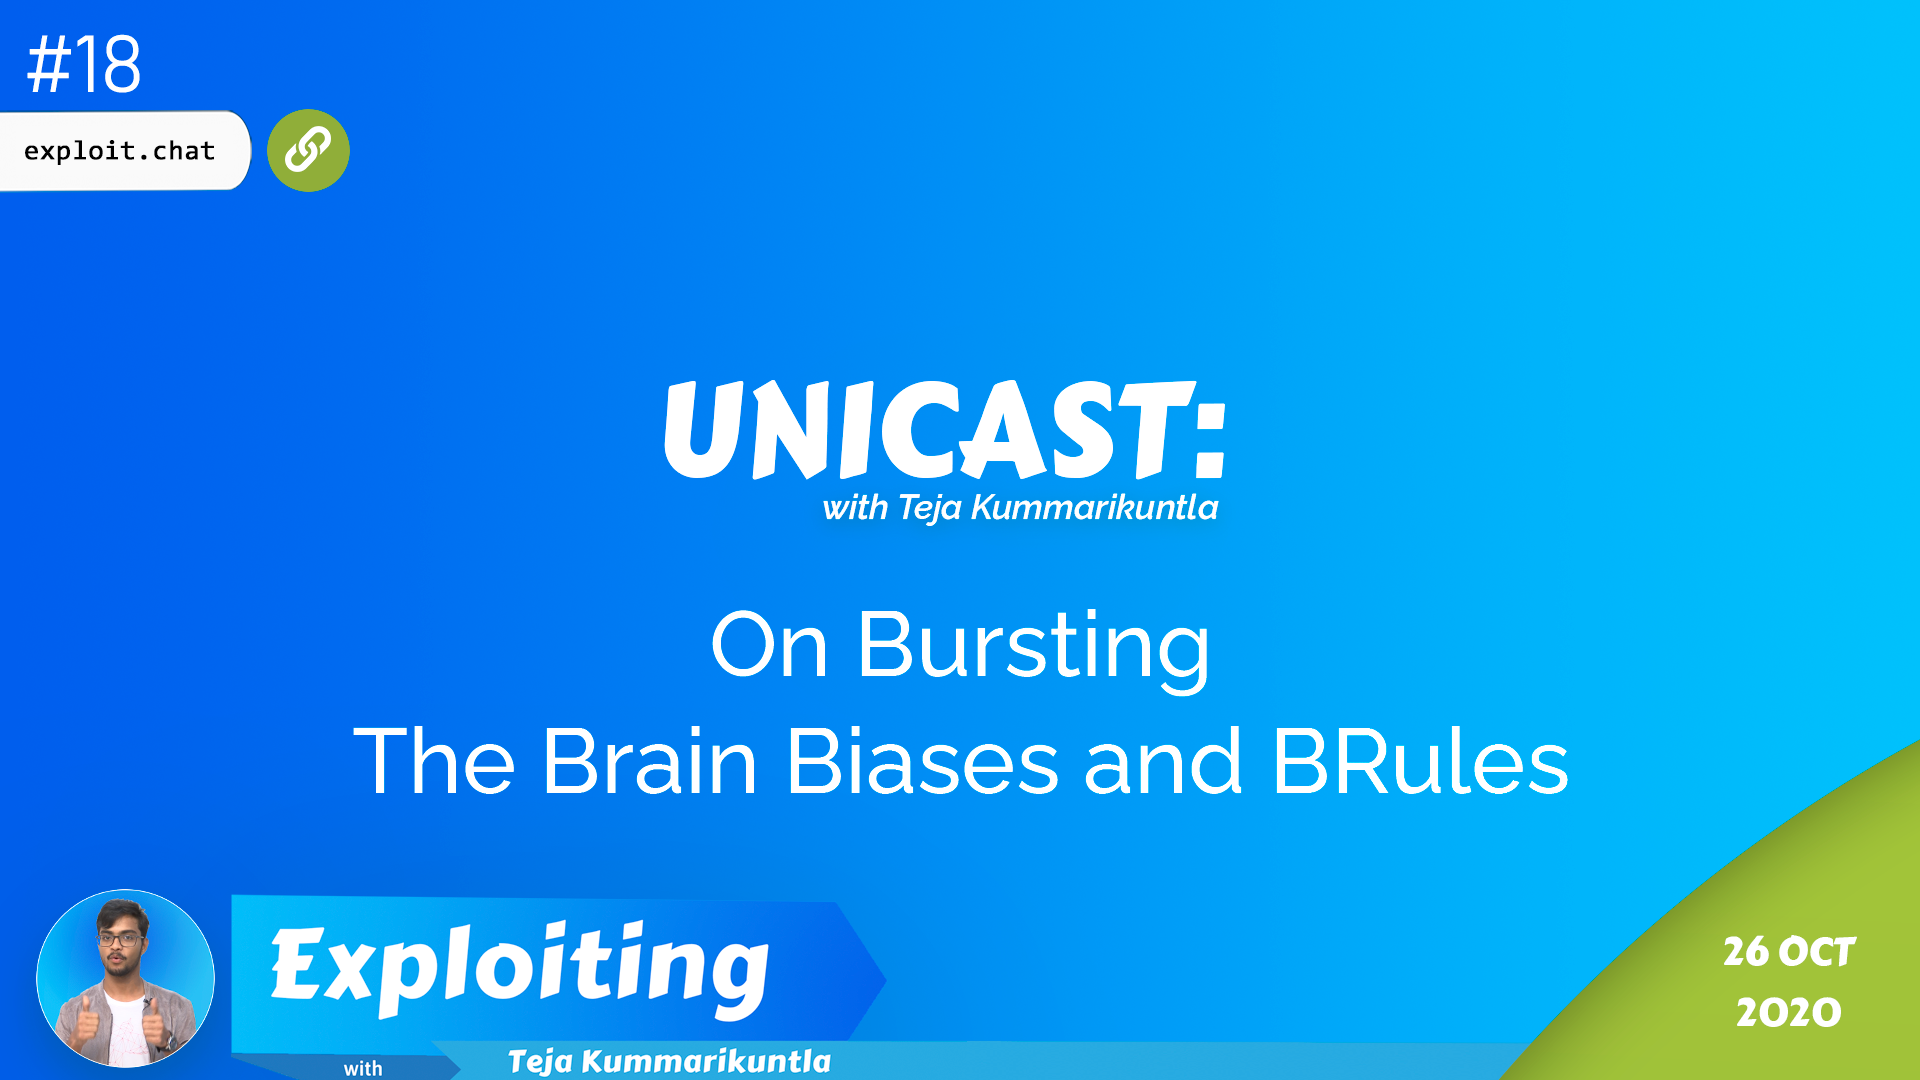 #18
exploit.chat
UNICAST:
with Teja Kummarikuntla
On Bursting
The Brain Biases and BRules
Exploiting
with Teja Kummarikuntla
26 OCT
2020